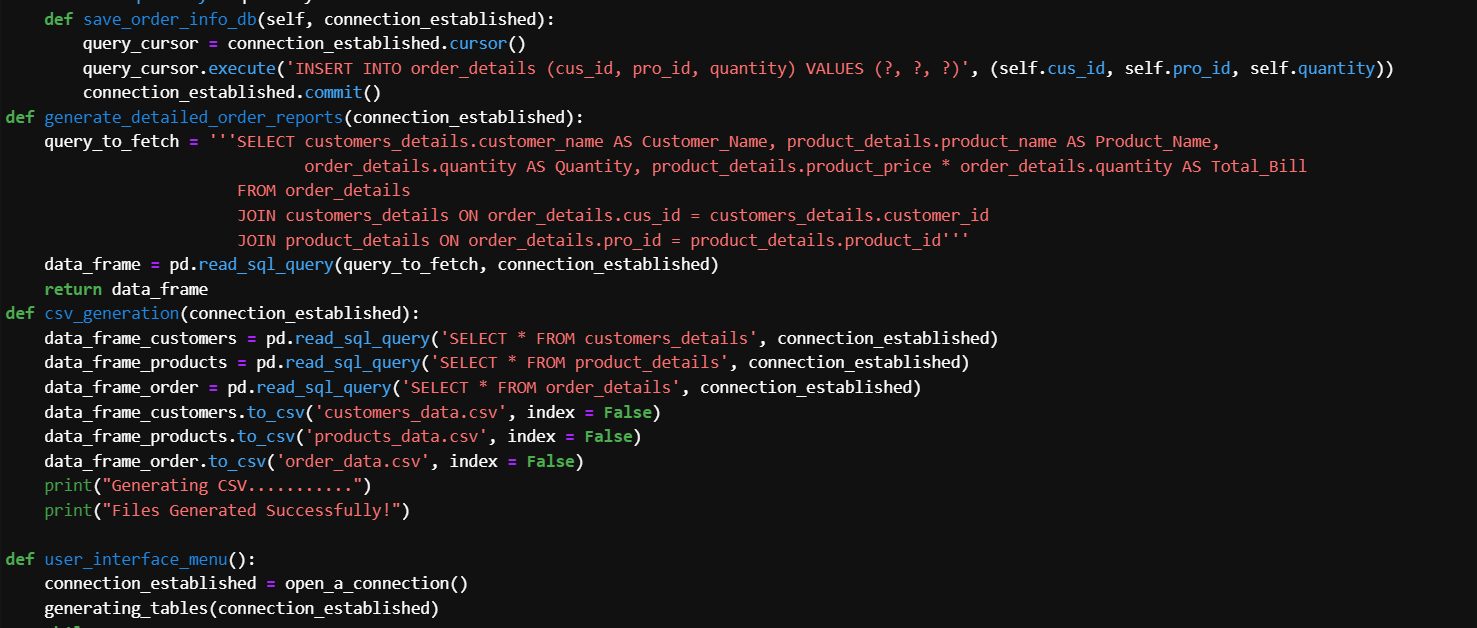 def save_order_info_db(self, connection_established):
        query_cursor = connection_established.cursor()
        query_cursor.execute('INSERT INTO order_details (cus_id, pro_id, quantity) VALUES (?, ?, ?)', (self.cus_id, self.pro_id, self.quantity))
        connection_established.commit()
def generate_detailed_order_reports(connection_established):
    query_to_fetch = '''SELECT customers_details.customer_name AS Customer_Name, product_details.product_name AS Product_Name,
                               order_details.quantity AS Quantity, product_details.product_price * order_details.quantity AS Total_Bill
                        FROM order_details
                        JOIN customers_details ON order_details.cus_id = customers_details.customer_id
                        JOIN product_details ON order_details.pro_id = product_details.product_id'''
    data_frame = pd.read_sql_query(query_to_fetch, connection_established)
    return data_frame
def csv_generation(connection_established):
    data_frame_customers = pd.read_sql_query('SELECT * FROM customers_details', connection_established)
    data_frame_products = pd.read_sql_query('SELECT * FROM product_details', connection_established)
    data_frame_order = pd.read_sql_query('SELECT * FROM order_details', connection_established)
    data_frame_customers.to_csv('customers_data.csv', index = False)
    data_frame_products.to_csv('products_data.csv', index = False)
    data_frame_order.to_csv('order_data.csv', index = False)
    print("Generating CSV...........")
    print("Files Generated Successfully!")

def user_interface_menu():
    connection_established = open_a_connection()
    generating_tables(connection_established)